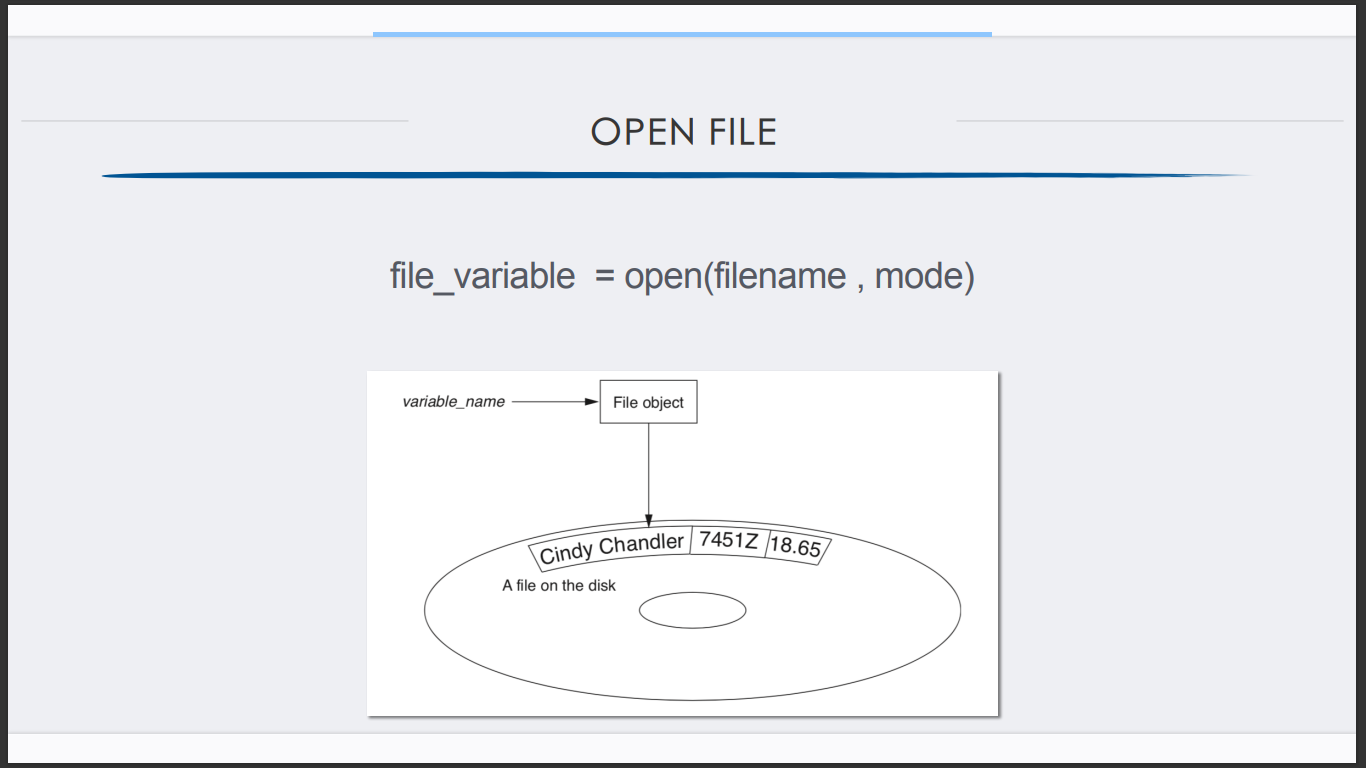 OPEN FILE
file_variable = open(filename , mode)
variable_name
File object
Cindy Chandler 7451Z 18.65
A file on the disk